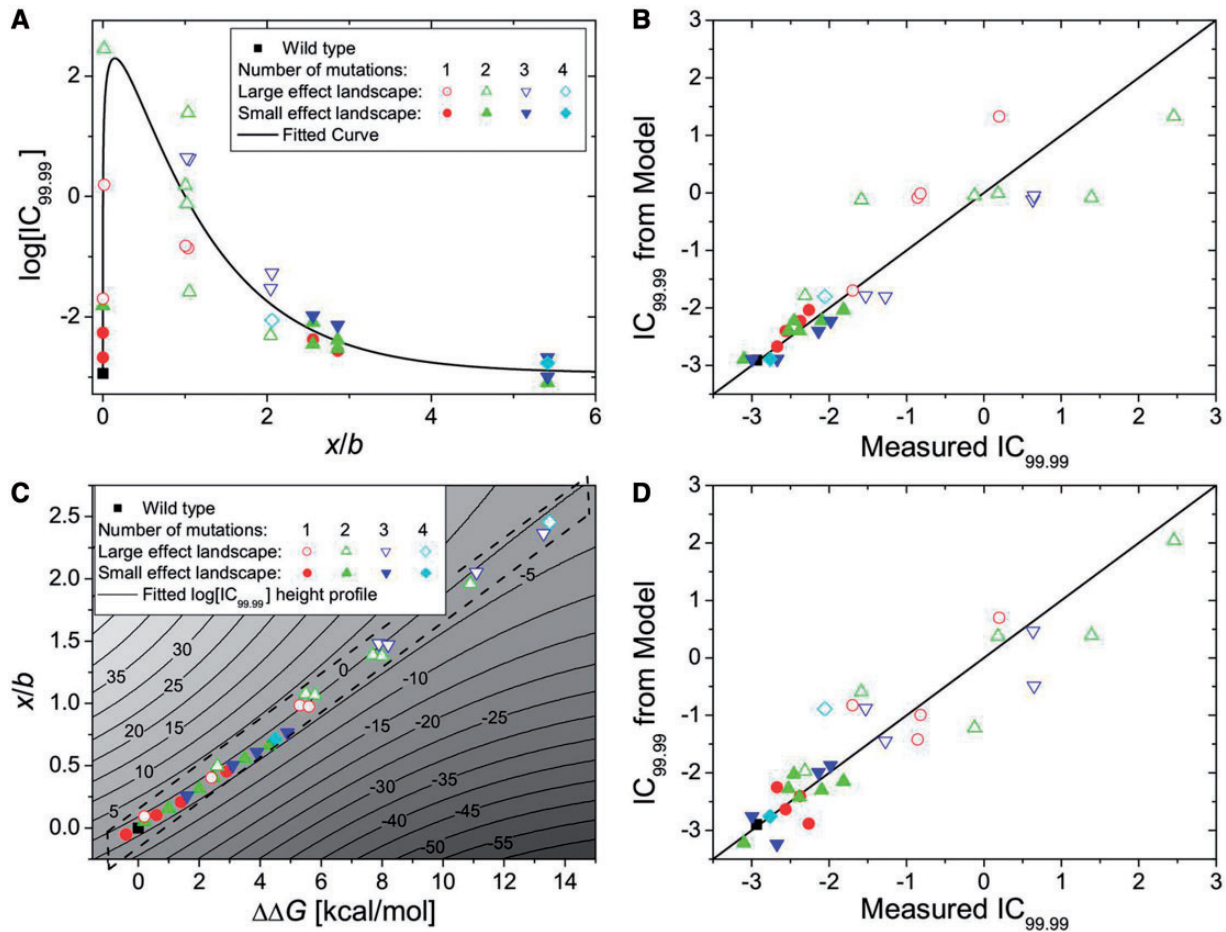 A
■ Wild type
Number of mutations: 1 2 3 4
Large effect landscape:
Small effect landscape:
Fitted Curve
log[IC99.99]
2
0
-2
0 2 4 6
x/b
B
IC99.99 from Model
3
2
1
0
-1
-2
-3
-3 -2 -1 0 1 2 3
Measured IC99.99
C
■ Wild type
Number of mutations: 1 2 3 4
Large effect landscape:
Small effect landscape:
Fitted log[IC99.99] height profile
x/b
2.5
2.0
1.5
1.0
0.5
0.0
35
30
25
20
15
10
5
0
-5
-10
-15
-20
-25
-30
-35
-40
-45
-50
-55
0 2 4 6 8 10 12 14
ΔΔG [kcal/mol]
D
IC99.99 from Model
3
2
1
0
-1
-2
-3
-3 -2 -1 0 1 2 3
Measured IC99.99